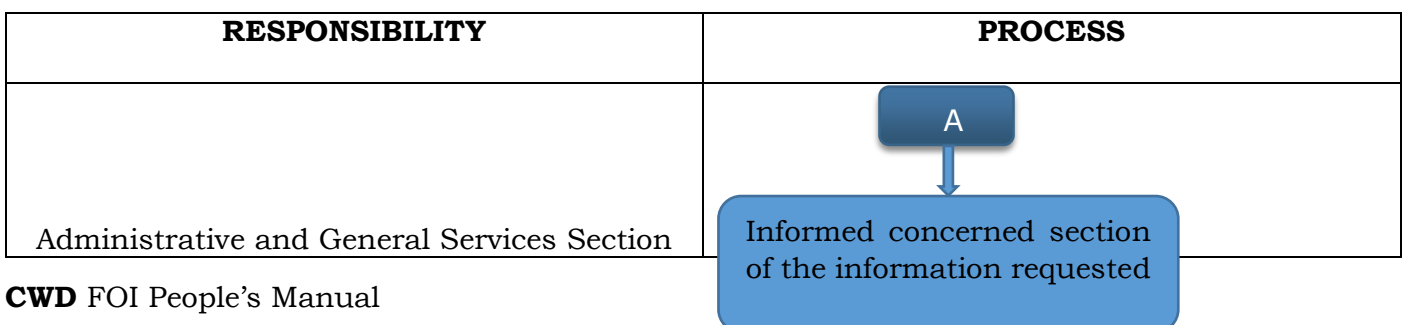 RESPONSIBILITY
PROCESS
A
Administrative and General Services Section
Informed concerned section
of the information requested
CWD FOI People’s Manual